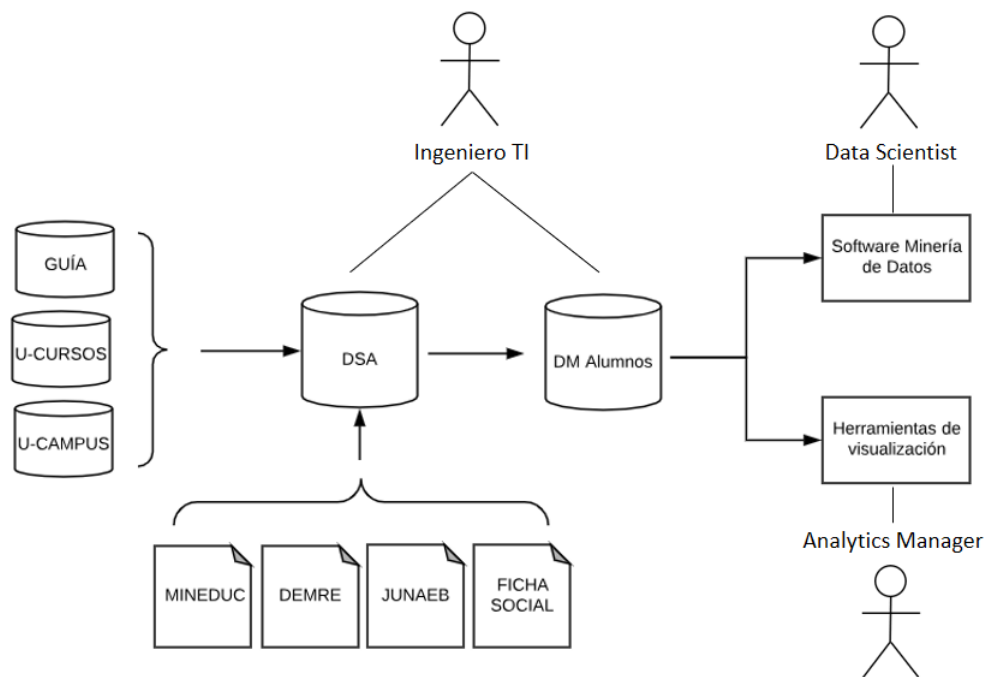 Ingeniero TI
Data Scientist
GUÍA
U-CURSOS
U-CAMPUS
DSA
DM Alumnos
Software Minería
de Datos
Herramientas de
visualización
Analytics Manager
MINEDUC
DEMRE
JUNAEB
FICHA
SOCIAL